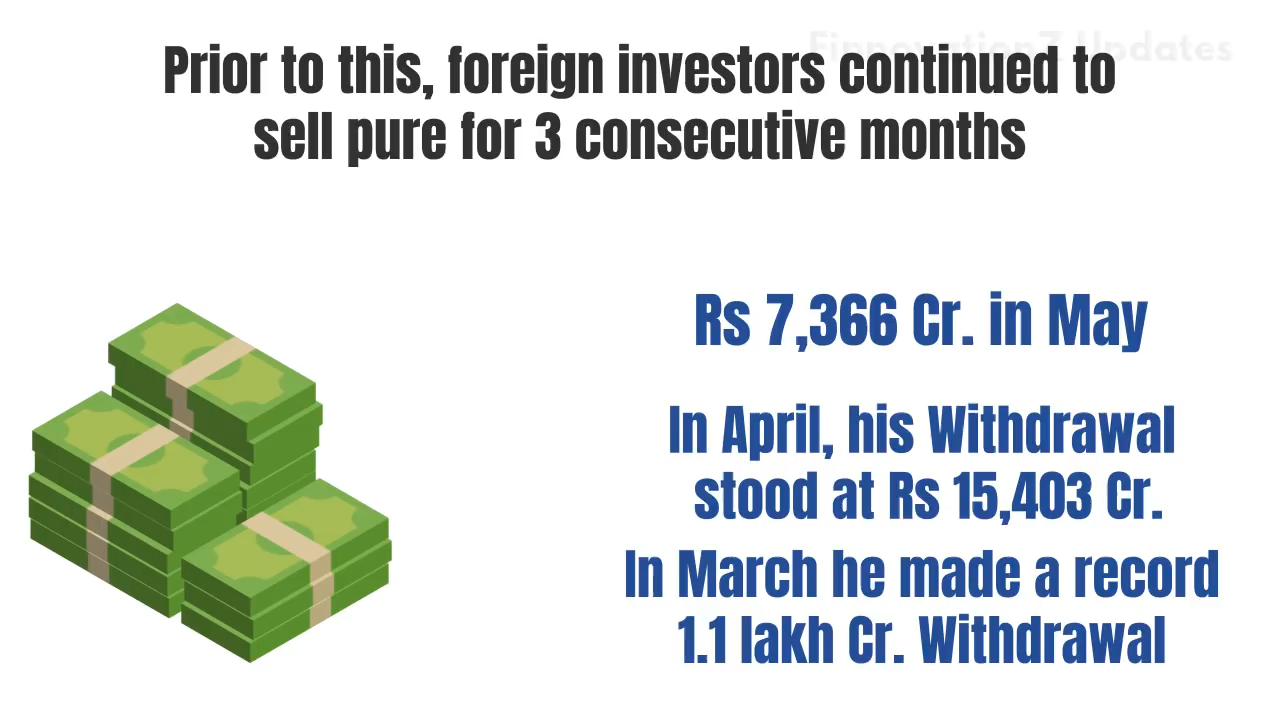 FinnovationZ Updates
Prior to this, foreign investors continued to
sell pure for 3 consecutive months
Rs 7,366 Cr. in May
In April, his Withdrawal
stood at Rs 15,403 Cr.
In March he made a record
1.1 lakh Cr. Withdrawal